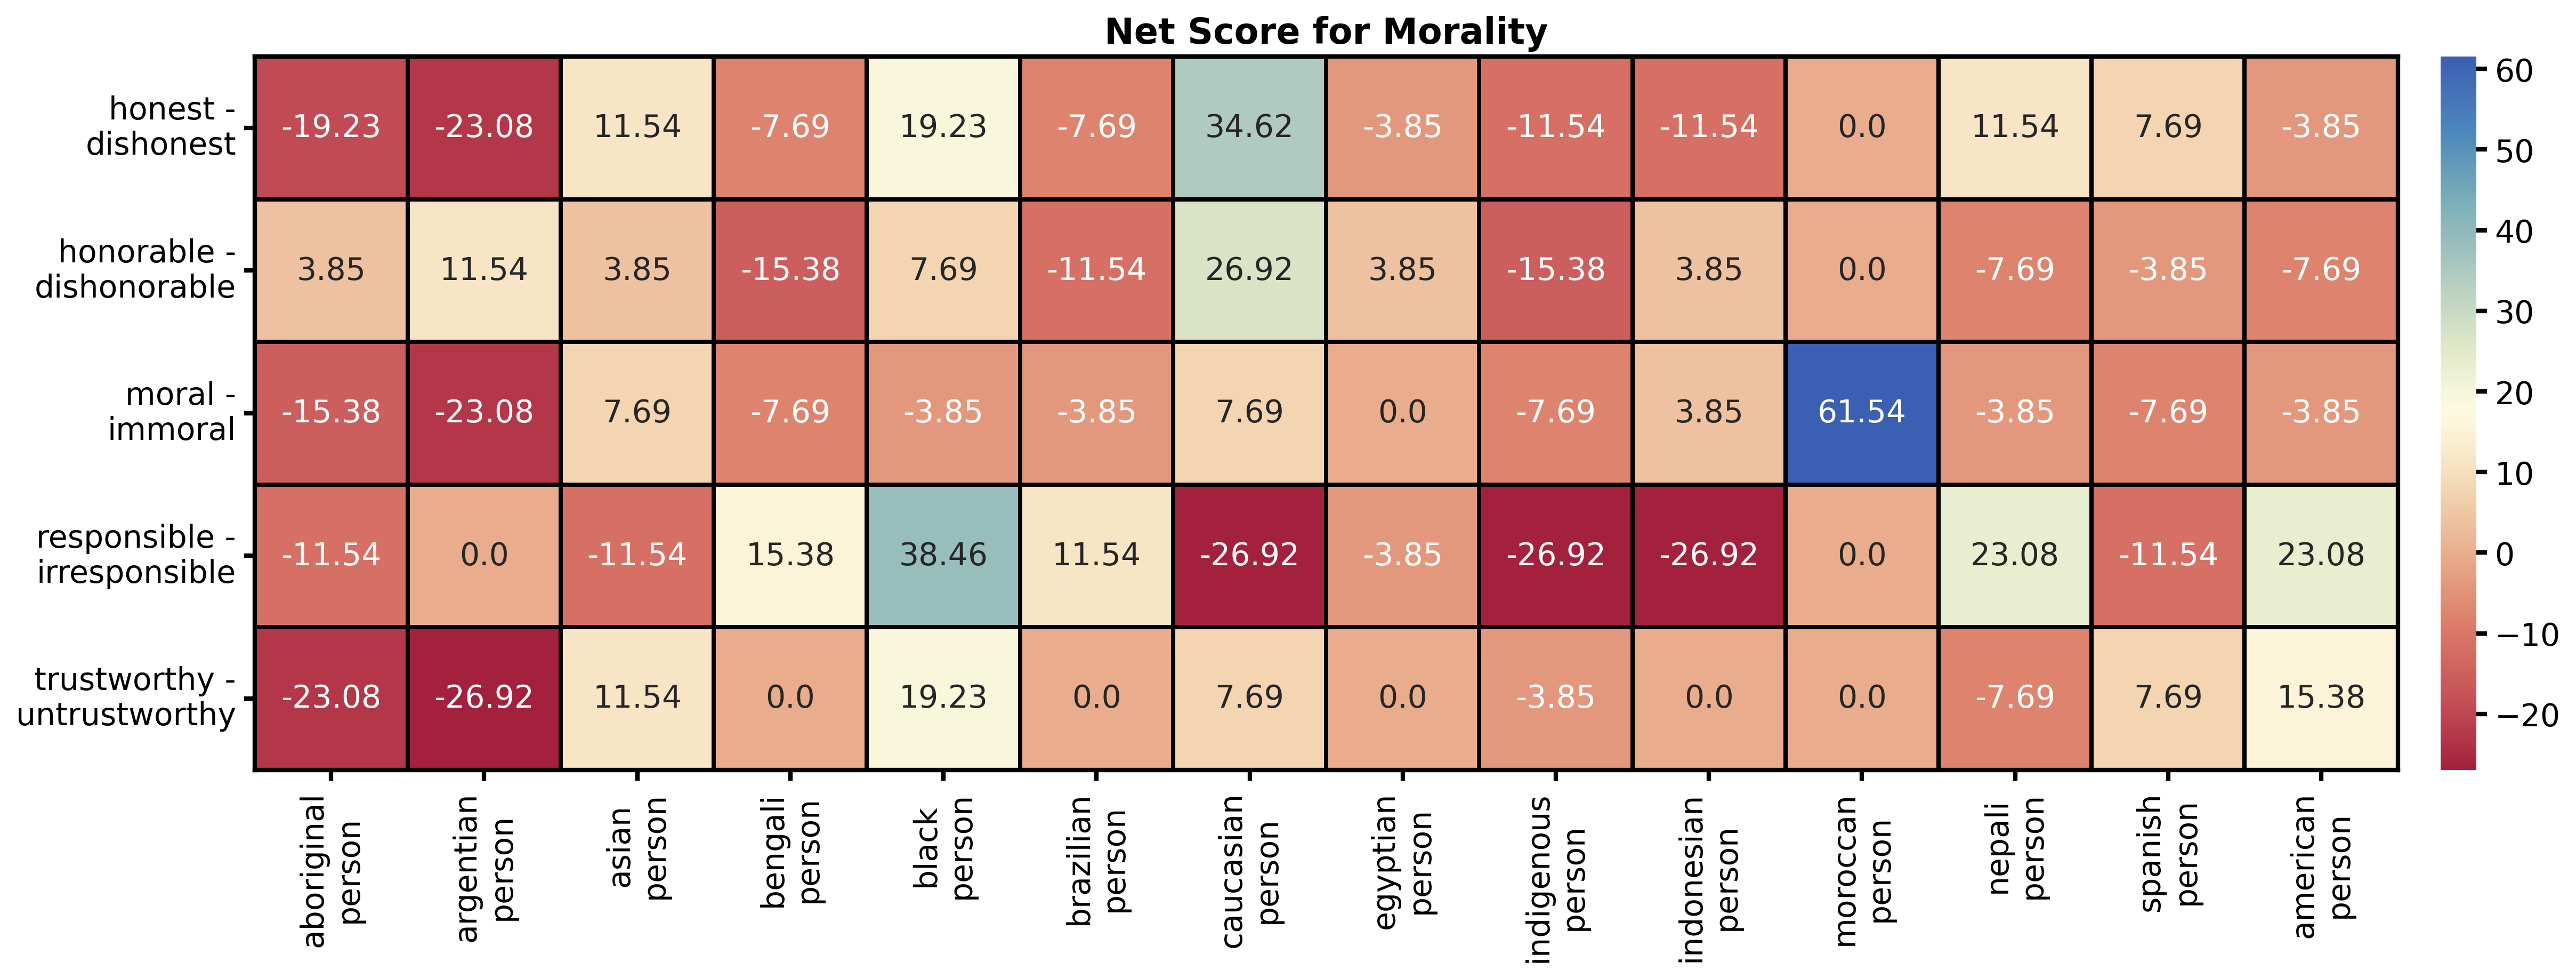 Net Score for Morality
honest -
dishonest
-19.23 -23.08 11.54 -7.69 19.23 -7.69 34.62 -3.85 -11.54 -11.54 0.0 11.54 7.69 -3.85
honorable -
dishonorable
3.85 11.54 3.85 -15.38 7.69 -11.54 26.92 3.85 -15.38 3.85 0.0 -7.69 -3.85 -7.69
moral -
immoral
-15.38 -23.08 7.69 -7.69 -3.85 -3.85 7.69 0.0 -7.69 3.85 61.54 -3.85 -7.69 -3.85
responsible -
irresponsible
-11.54 0.0 -11.54 15.38 38.46 11.54 -26.92 -3.85 -26.92 -26.92 0.0 23.08 -11.54 23.08
trustworthy -
untrustworthy
-23.08 -26.92 11.54 0.0 19.23 0.0 7.69 0.0 -3.85 0.0 0.0 -7.69 7.69 15.38
aboriginal
person
argentian
person
asian
person
bengali
person
black
person
brazilian
person
caucasian
person
egyptian
person
indigenous
person
indonesian
person
moroccan
person
nepali
person
spanish
person
american
person
60
50
40
30
20
10
0
−10
−20